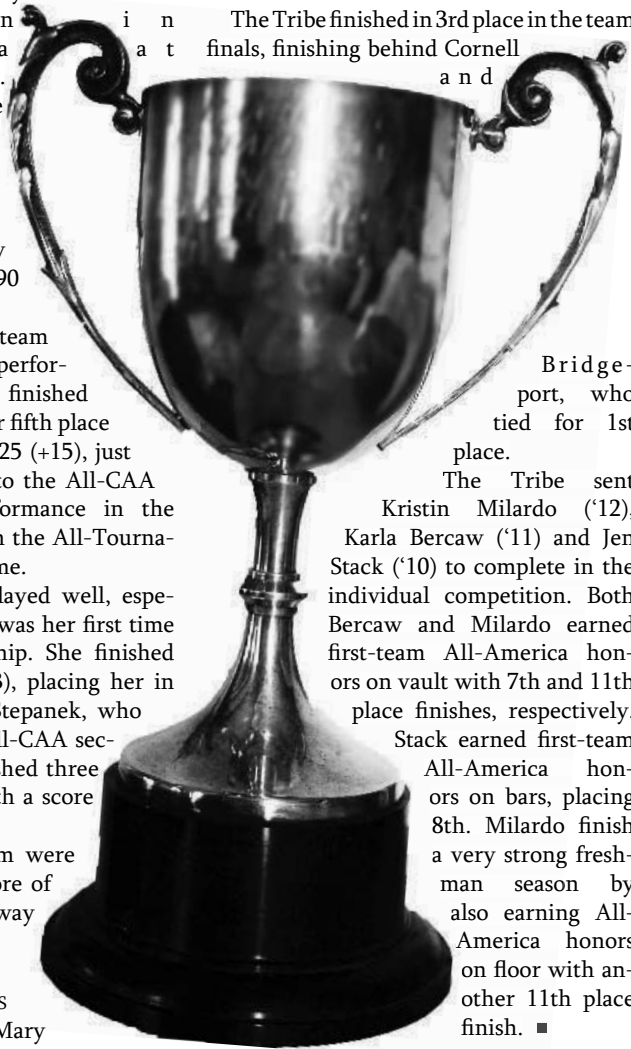 n i n
a a t
.
e
y
90
team
perfor-
finished
r fifth place
25 (+15), just
to the All-CAA
ormance in the
n the All-Tourna-
me.
layed well, espe-
was her first time
hip. She finished
3), placing her in
Stepanek, who
ll-CAA sec-
shed three
th a score
m were
ore of
way
s
Mary
The Tribe finished in 3rd place in the team
finals, finishing behind Cornell
and
Bridge-
port, who
tied for 1st
place.
The Tribe sent
Kristin Milardo (‘12),
Karla Bercaw (‘11) and Jen
Stack (‘10) to complete in the
individual competition. Both
Bercaw and Milardo earned
first-team All-America hon-
ors on vault with 7th and 11th
place finishes, respectively.
Stack earned first-team
All-America hon-
ors on bars, placing
8th. Milardo finish
a very strong fresh-
man season by
also earning All-
America honors
on floor with an-
other 11th place
finish. ■